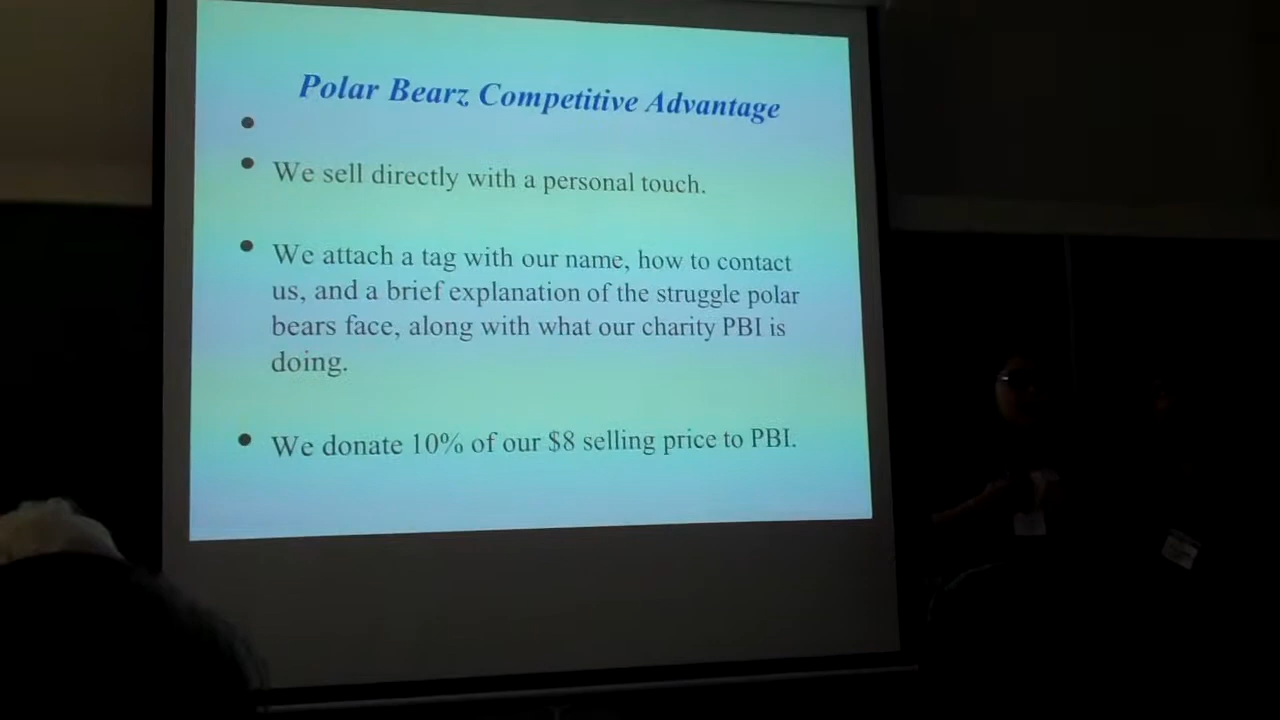 Polar Bearz Competitive Advantage
•
• We sell directly with a personal touch.
• We attach a tag with our name, how to contact
us, and a brief explanation of the struggle polar
bears face, along with what our charity PBI is
doing.
• We donate 10% of our $8 selling price to PBI.